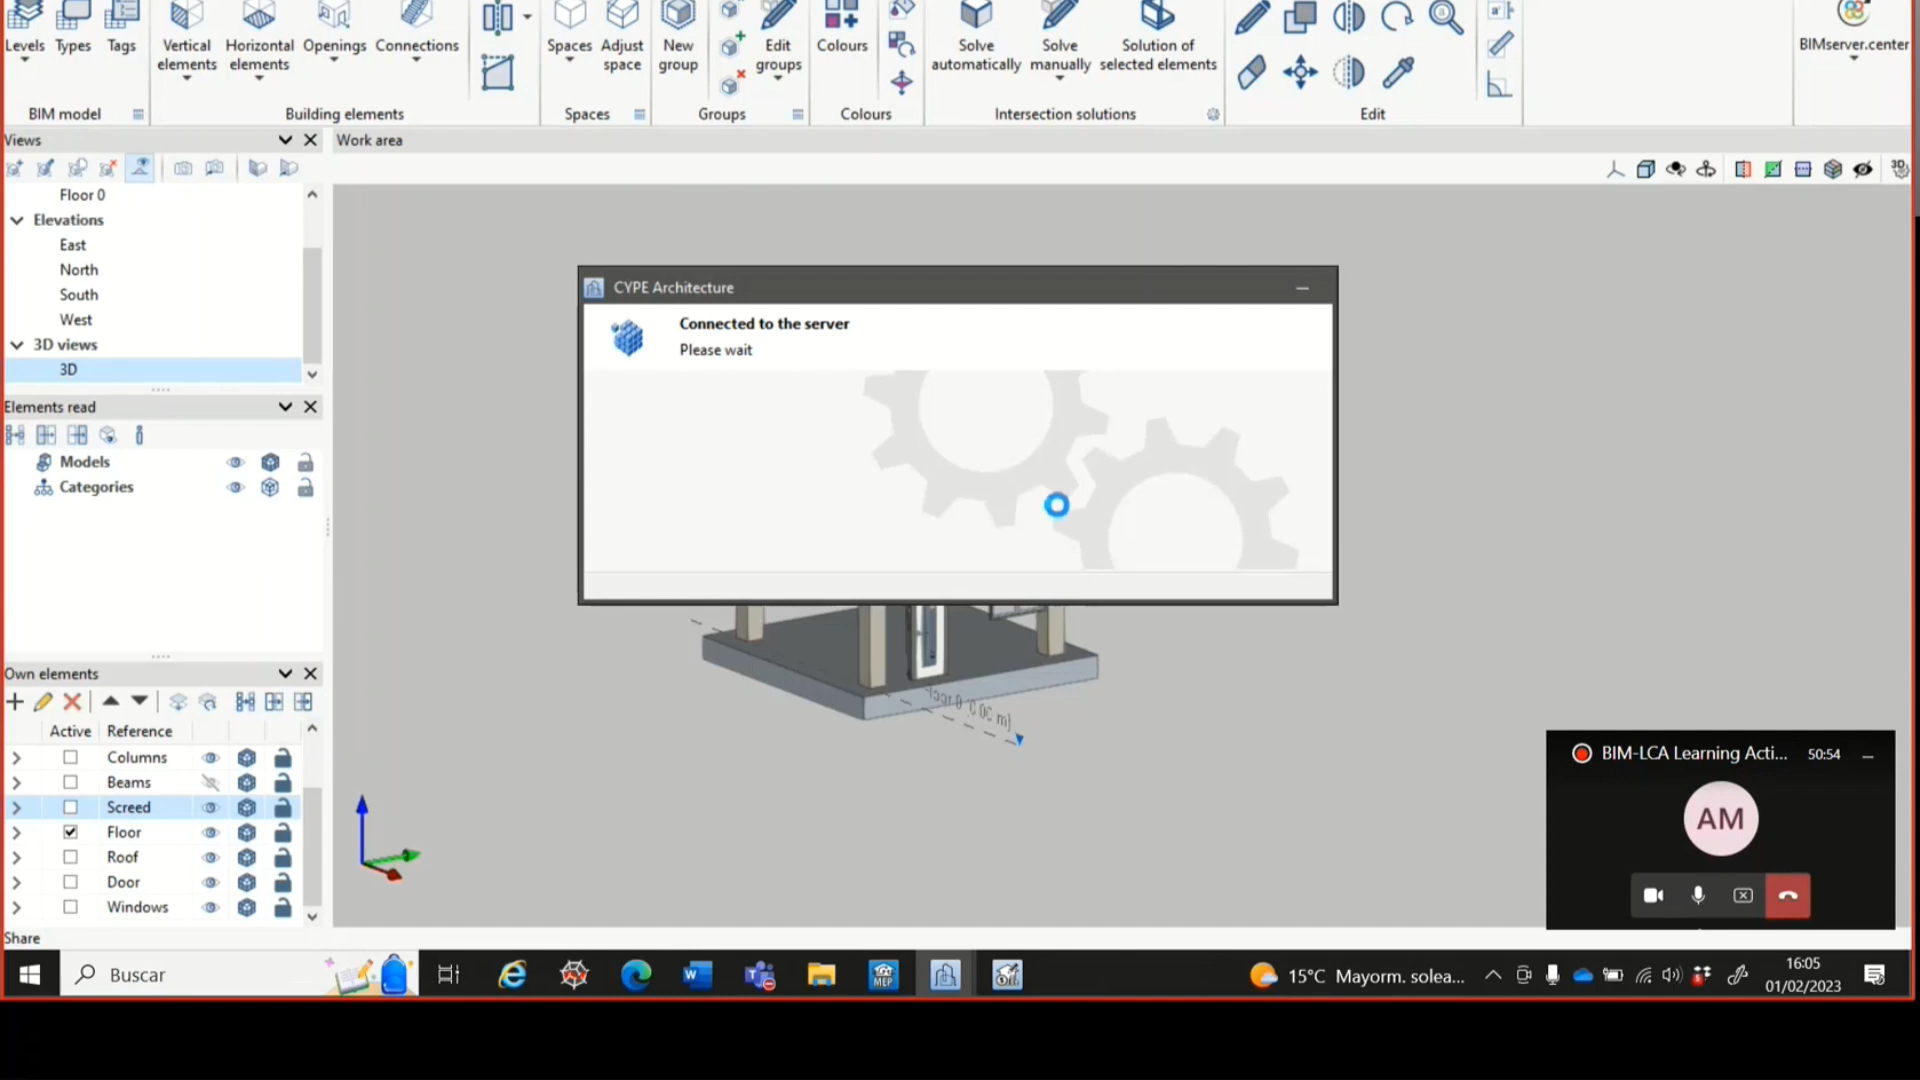 Levels Types Tags Vertical elements Horizontal elements Openings Connections Spaces Adjust space New group Edit groups Colours Solve automatically Solve manually Solution of selected elements BIMserver.center
BIM model Building elements Spaces Groups Colours Intersection solutions Edit
Views Work area
Floor 0
Elevations
East
North
South
West
3D views
3D
Elements read
Models
Categories
Own elements
Active Reference
Columns
Beams
Screed
Floor
Roof
Door
Windows
Share
CYPE Architecture
Connected to the server
Please wait
BIM-LCA Learning Acti... 50:54
AM
Buscar
15°C Mayorm. solea...
16:05
01/02/2023